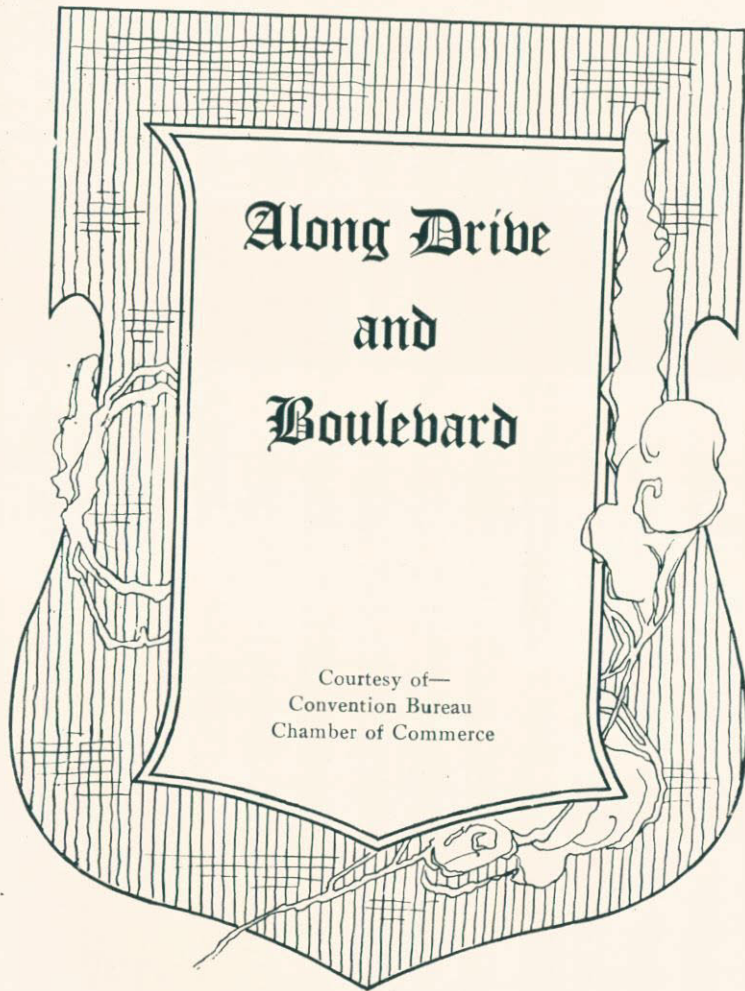 Along Drive
and
Boulevard
Courtesy of—
Convention Bureau
Chamber of Commerce